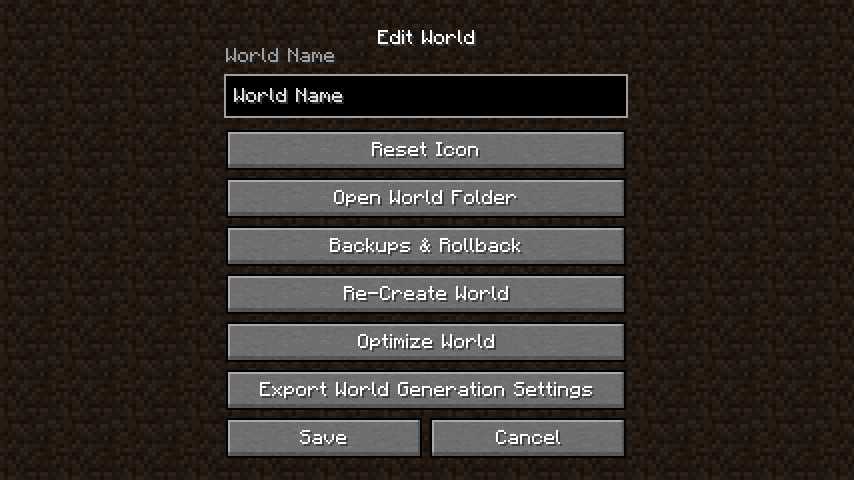 Edit World
World Name
World Name
Reset Icon
Open World Folder
Backups & Rollback
Re-Create World
Optimize World
Export World Generation Settings
Save
Cancel